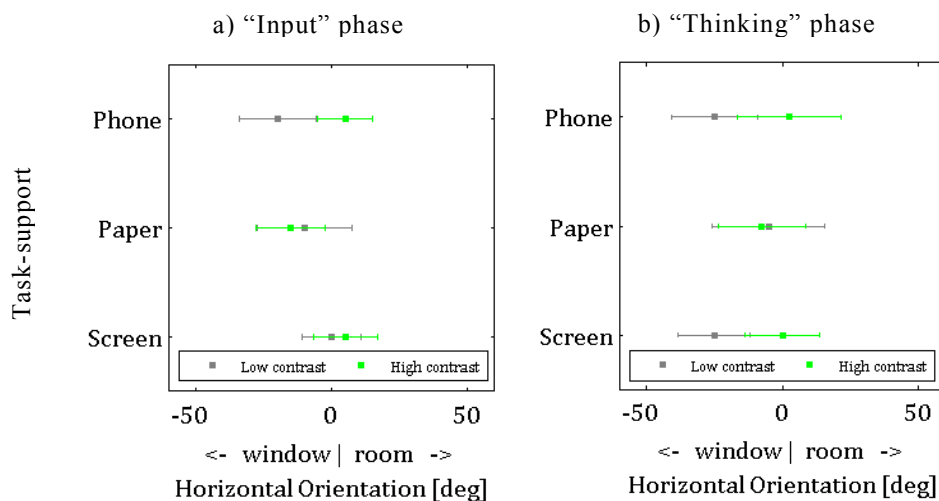 a) “Input” phase
b) “Thinking” phase
Task-support
Phone
Paper
Screen
Low contrast
High contrast
-50
0
50
<- window | room ->
Horizontal Orientation [deg]
Phone
Paper
Screen
Low contrast
High contrast
-50
0
50
<- window | room ->
Horizontal Orientation [deg]